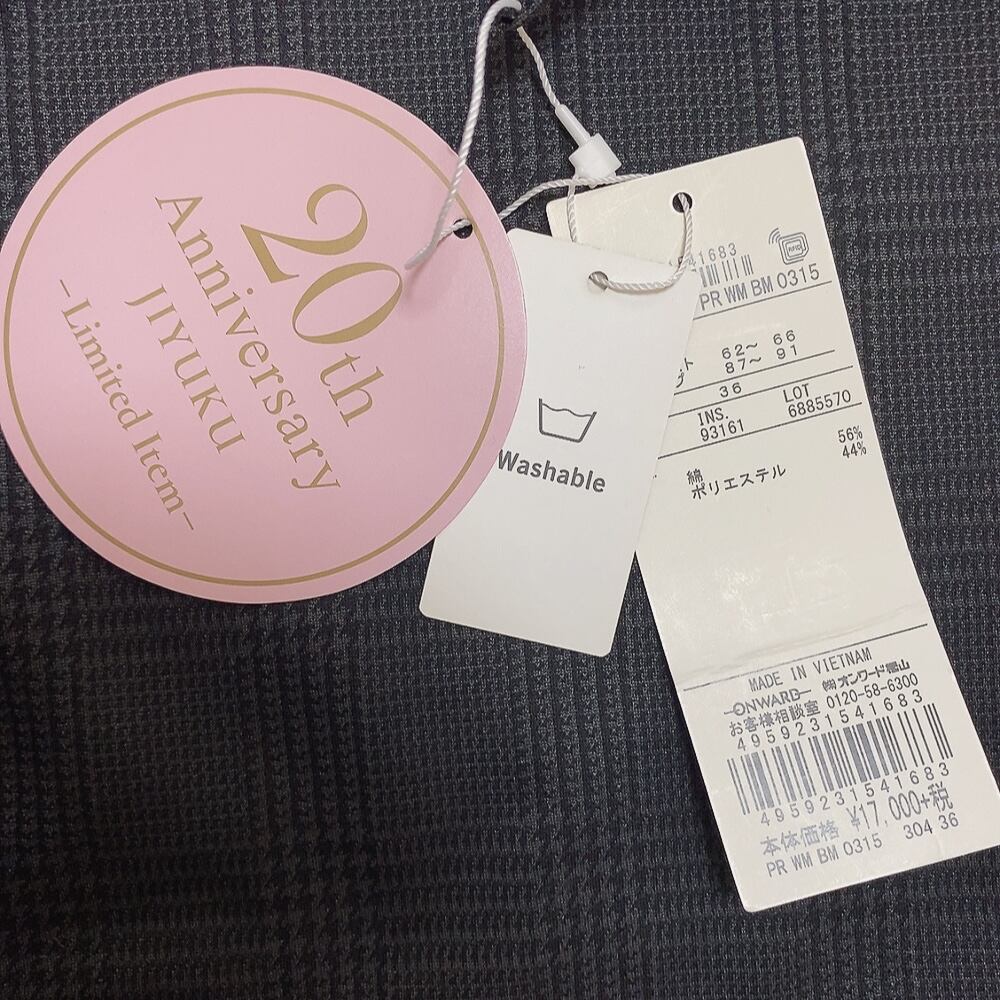 20th
Anniversary
JIYUKU
-Limited Item-
Washable
41683
RFID
PR WM BM 0315
ト 62~ 66
87~ 91
36
INS. LOT
93161 6885570
綿 56%
ポリエステル 44%
MADE IN VIETNAM
ONWARD ㈱オンワード樫山
お客様相談室 0120-58-6300
4959231541683
4959231541683
本体価格 ¥17,000+税
PR WM BM 0315 304 36